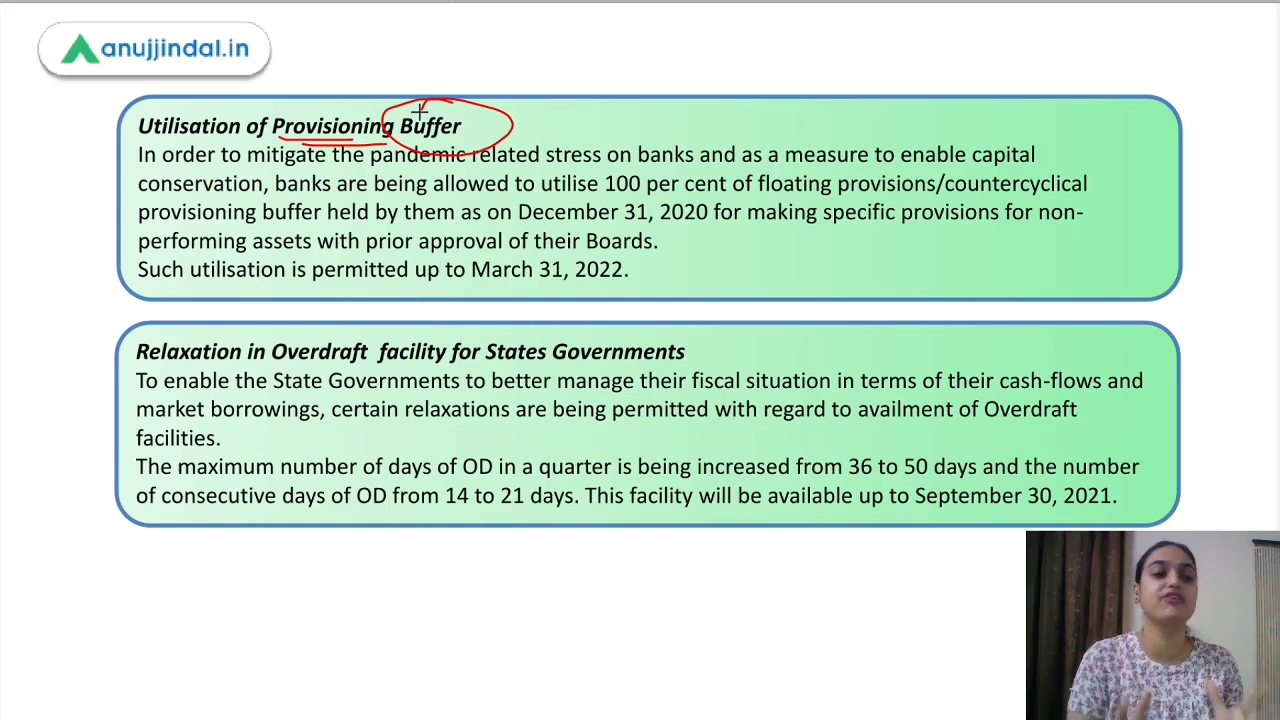 anujjindal.in
Utilisation of Provisioning Buffer
In order to mitigate the pandemic related stress on banks and as a measure to enable capital
conservation, banks are being allowed to utilise 100 per cent of floating provisions/countercyclical
provisioning buffer held by them as on December 31, 2020 for making specific provisions for non-
performing assets with prior approval of their Boards.
Such utilisation is permitted up to March 31, 2022.
Relaxation in Overdraft facility for States Governments
To enable the State Governments to better manage their fiscal situation in terms of their cash-flows and
market borrowings, certain relaxations are being permitted with regard to availment of Overdraft
facilities.
The maximum number of days of OD in a quarter is being increased from 36 to 50 days and the number
of consecutive days of OD from 14 to 21 days. This facility will be available up to September 30, 2021.